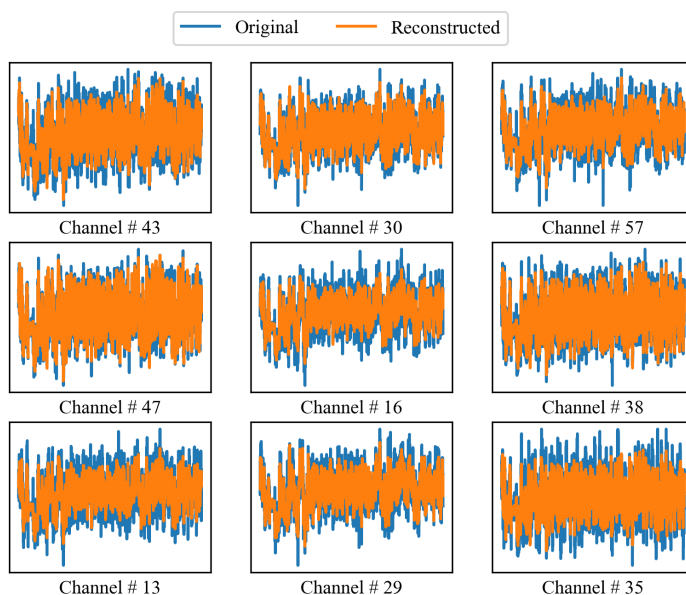 Original Reconstructed
Channel # 43 Channel # 30 Channel # 57
Channel # 47 Channel # 16 Channel # 38
Channel # 13 Channel # 29 Channel # 35